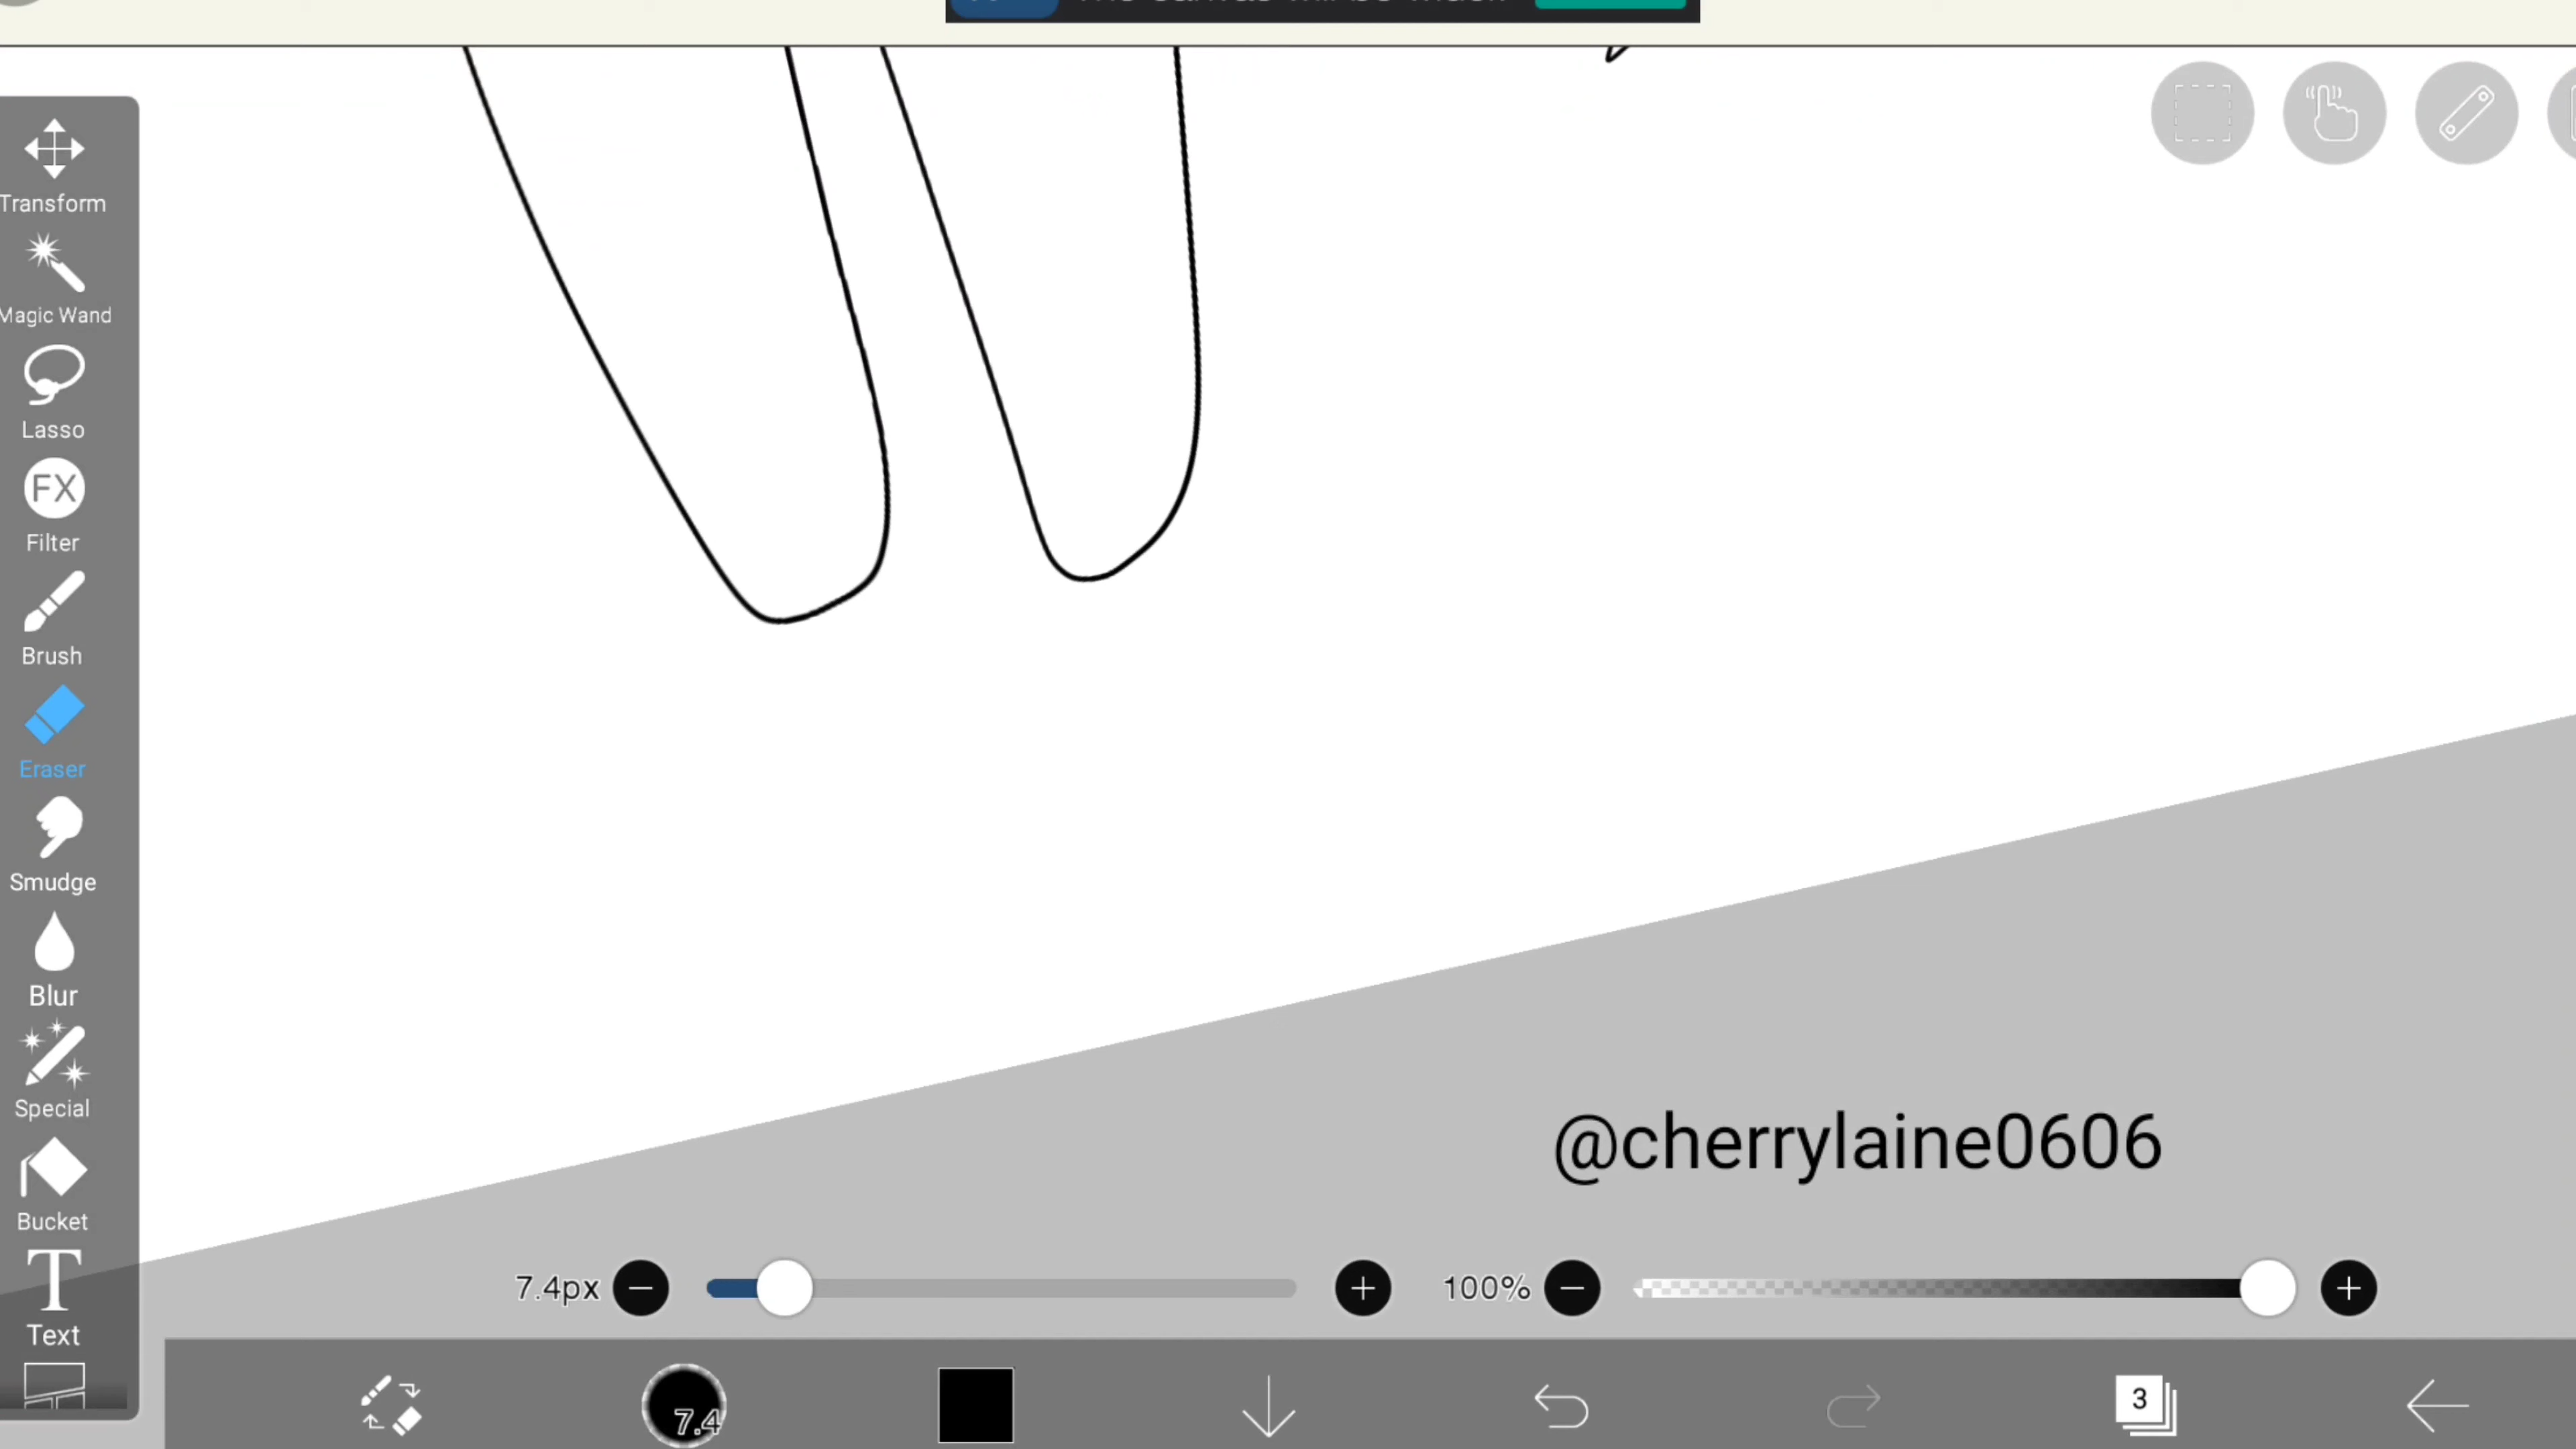 Transform
Magic Wand
Lasso
FX
Filter
Brush
Eraser
Smudge
Blur
Special
Bucket
T
Text
@cherrylaine0606
7.4px
100%
7.4
3